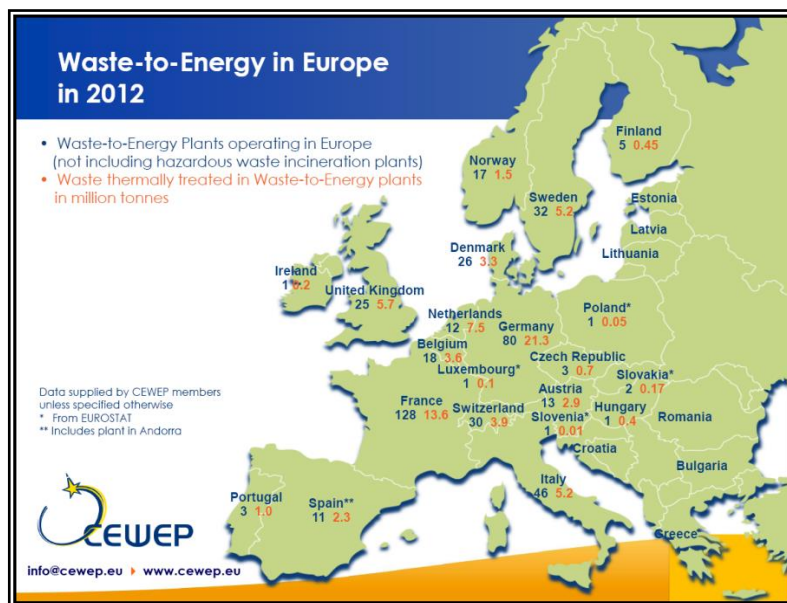 Waste-to-Energy in Europe
in 2012
• Waste-to-Energy Plants operating in Europe
(not including hazardous waste incineration plants)
• Waste thermally treated in Waste-to-Energy plants
in million tonnes
Finland
5 0.45
Norway
17 1.5
Sweden
32 5.2
Estonia
Latvia
Lithuania
Denmark
26 3.3
Ireland
1* 0.2
United Kingdom
25 5.7
Netherlands
12 7.5
Germany
80 21.3
Poland*
1 0.05
Belgium
18 3.6
Czech Republic
3 0.7
Luxembourg*
1 0.1
Slovakia*
2 0.17
Austria
13 2.9
France
128 13.6
Switzerland
30 3.9
Slovenia*
1 0.01
Hungary
1 0.4
Romania
Croatia
Bulgaria
Italy
46 5.2
Portugal
3 1.0
Spain**
11 2.3
Greece
Data supplied by CEWEP members
unless specified otherwise
* From EUROSTAT
** Includes plant in Andorra
CEWEP
info@cewep.eu www.cewep.eu